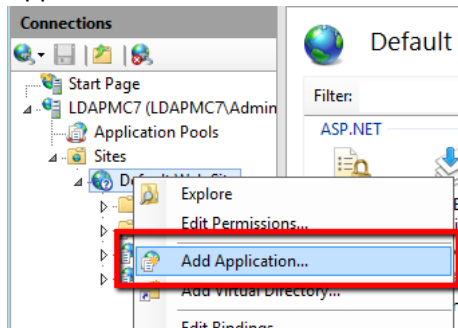 Connections
Default
Start Page
Filter:
LDAPMC7 (LDAPMC7\Admin
ASP.NET
Application Pools
Sites
Explore
Edit Permissions...
Add Application...
Add Virtual Directory...
Edit Bindings